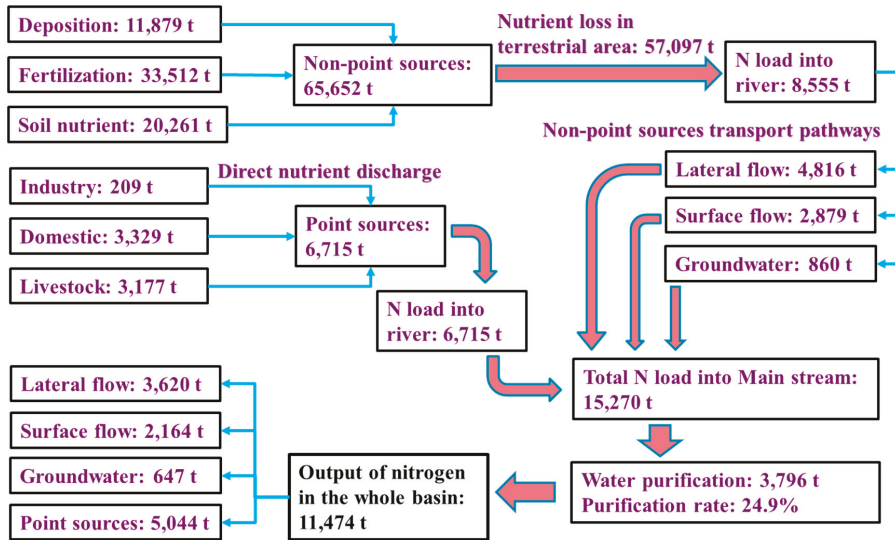 Deposition: 11,879 t
Fertilization: 33,512 t
Soil nutrient: 20,261 t
Non-point sources:
65,652 t
Nutrient loss in
terrestrial area: 57,097 t
N load into
river: 8,555 t
Non-point sources transport pathways
Lateral flow: 4,816 t
Surface flow: 2,879 t
Groundwater: 860 t
Direct nutrient discharge
Industry: 209 t
Domestic: 3,329 t
Livestock: 3,177 t
Point sources:
6,715 t
N load into
river: 6,715 t
Total N load into Main stream:
15,270 t
Water purification: 3,796 t
Purification rate: 24.9%
Output of nitrogen
in the whole basin:
11,474 t
Lateral flow: 3,620 t
Surface flow: 2,164 t
Groundwater: 647 t
Point sources: 5,044 t